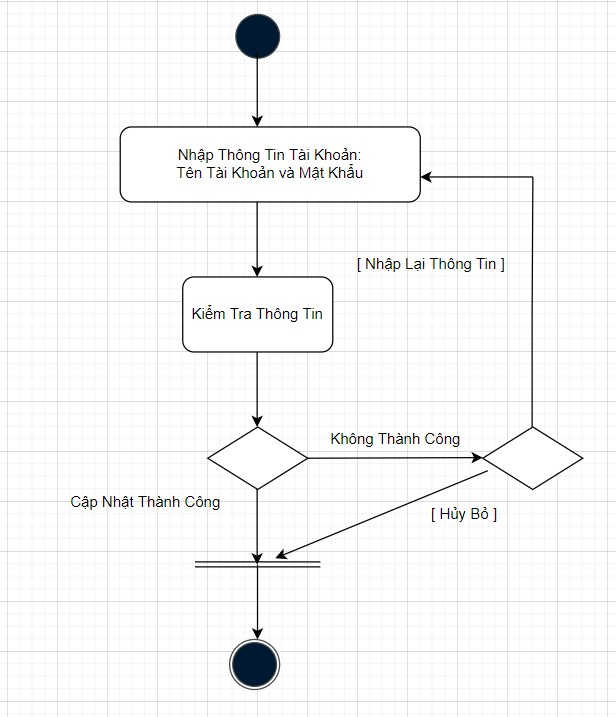 Nhập Thông Tin Tài Khoản:
Tên Tài Khoản và Mật Khẩu
[ Nhập Lại Thông Tin ]
Kiểm Tra Thông Tin
Không Thành Công
Cập Nhật Thành Công
[ Hủy Bỏ ]